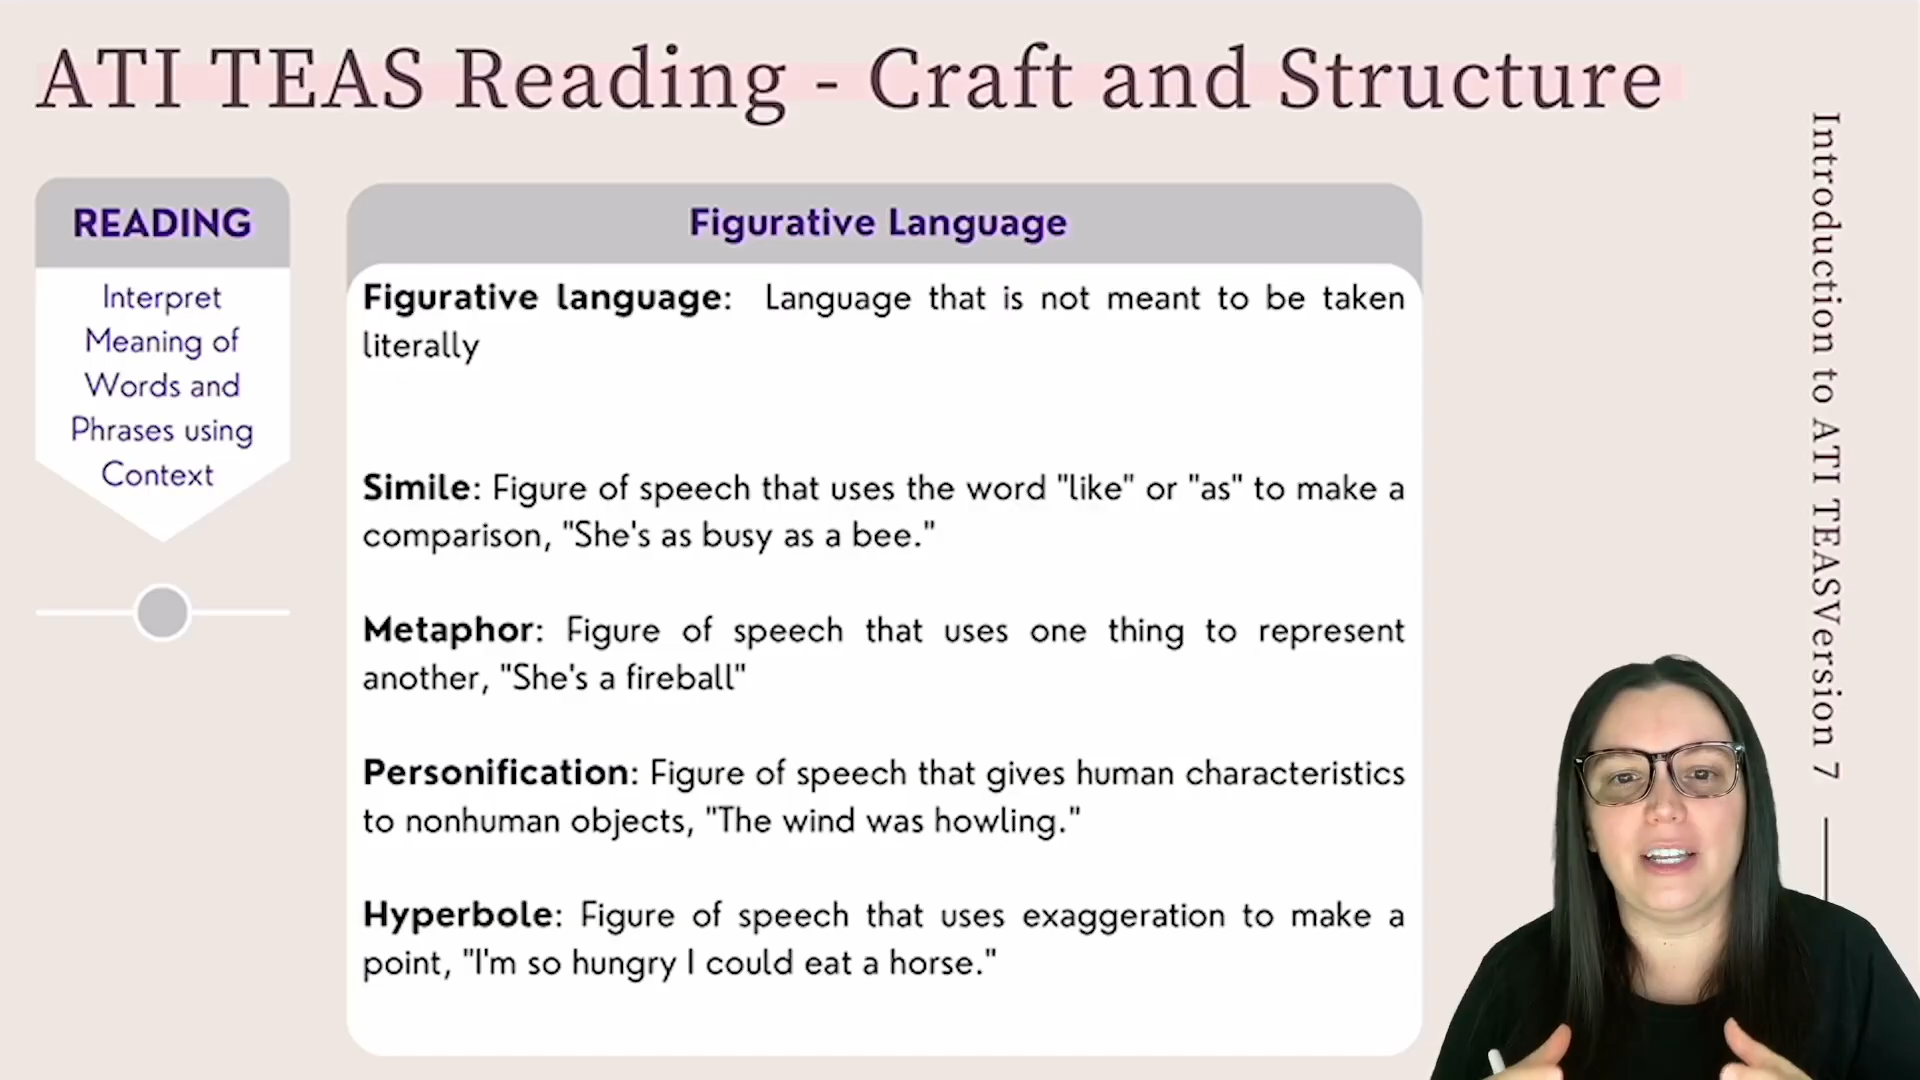 ATI TEAS Reading - Craft and Structure
READING
Interpret
Meaning of
Words and
Phrases using
Context
Figurative Language
Figurative language: Language that is not meant to be taken
literally
Simile: Figure of speech that uses the word "like" or "as" to make a
comparison, "She's as busy as a bee."
Metaphor: Figure of speech that uses one thing to represent
another, "She's a fireball"
Personification: Figure of speech that gives human characteristics
to nonhuman objects, "The wind was howling."
Hyperbole: Figure of speech that uses exaggeration to make a
point, "I'm so hungry I could eat a horse."
Introduction to ATI TEASVersion 7